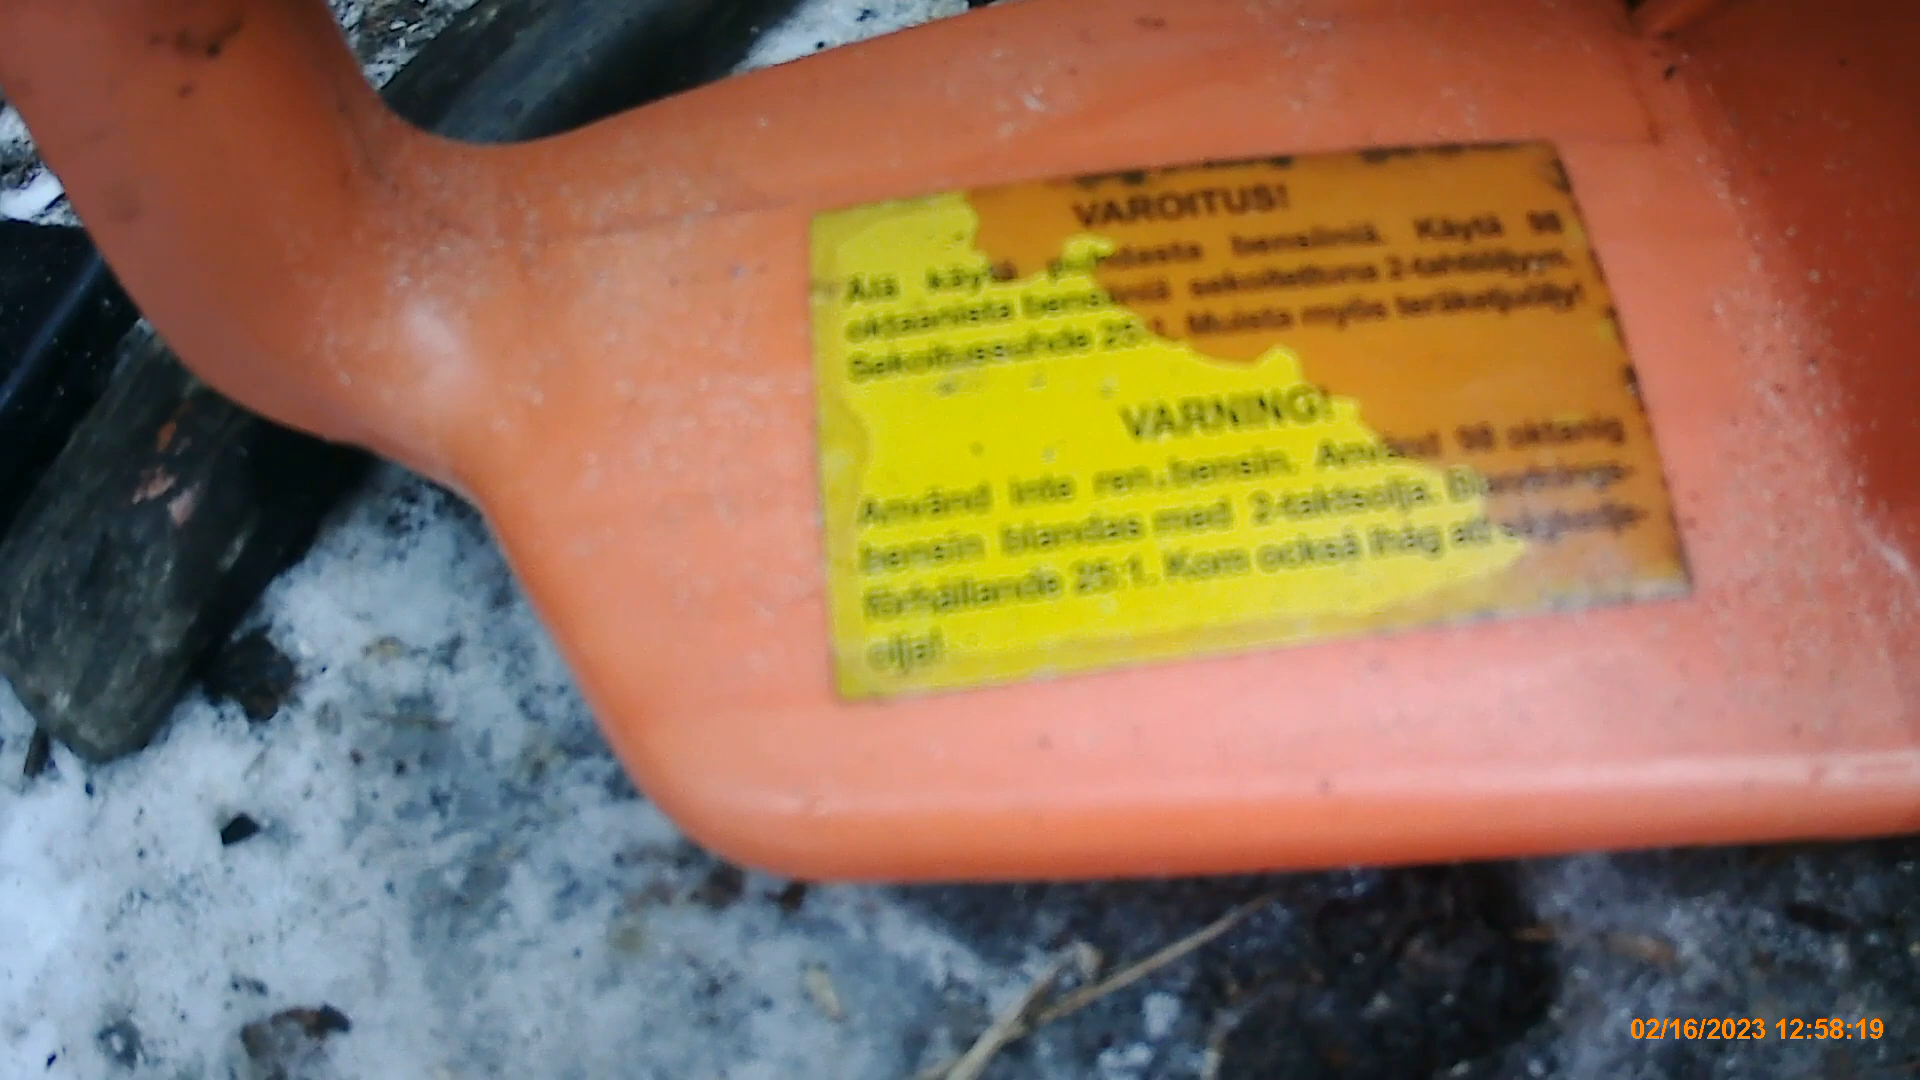 VAROITUS!
Älä käytä puhdasta bensiiniä. Käytä 98
oktaanista bensiiniä sekoitettuna 2-tahtiöljyyn.
Sekoitussuhde 25:1. Muista myös teräketjuöljy!
VARNING!
Använd inte ren bensin. Använd 98 oktanig
bensin blandas med 2-taktsolja. Blandnings-
förhållande 25:1. Kom också ihåg att sågkedje-
olja!
02/16/2023 12:58:19